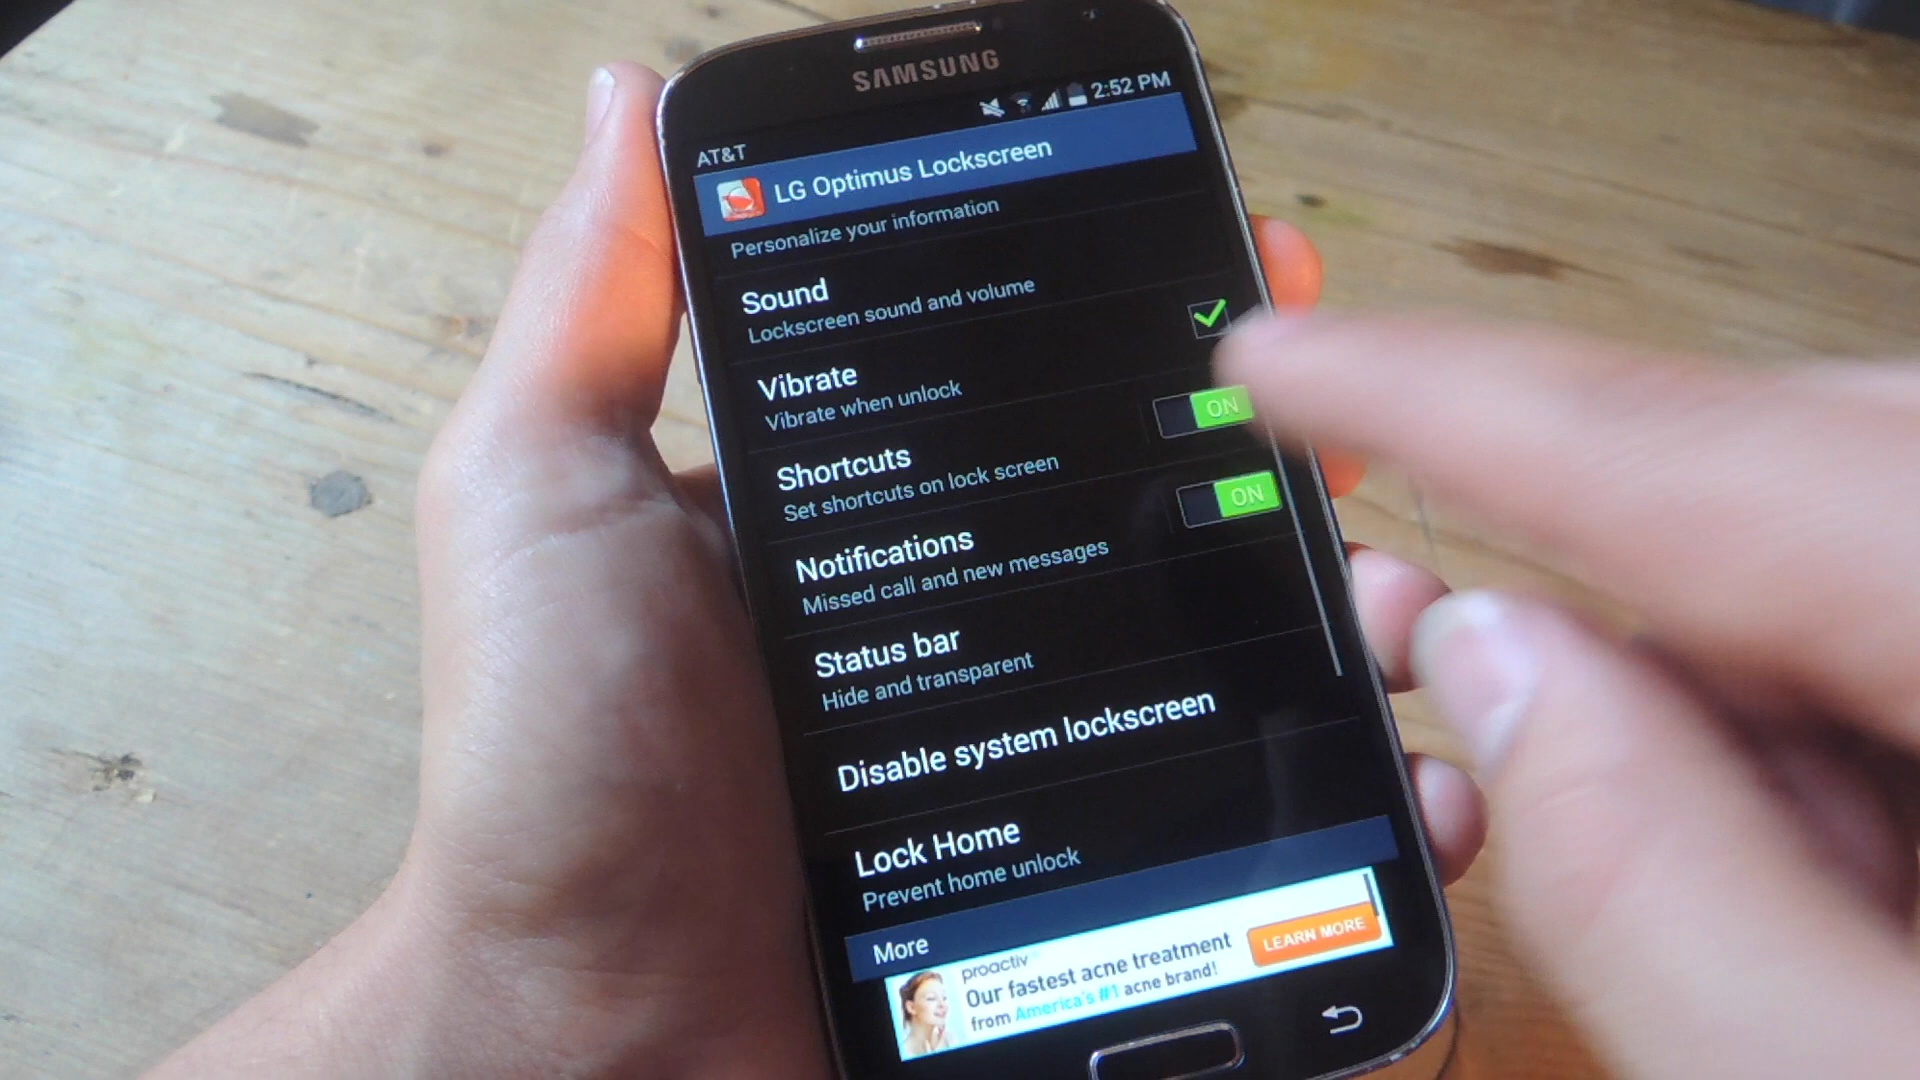 SAMSUNG
AT&T 2:52 PM
LG Optimus Lockscreen
Personalize your information
Sound
Lockscreen sound and volume
Vibrate
Vibrate when unlock
Shortcuts
Set shortcuts on lock screen
ON
Notifications
Missed call and new messages
ON
Status bar
Hide and transparent
Disable system lockscreen
Lock Home
Prevent home unlock
More
proactiv
Our fastest acne treatment
from America's #1 acne brand!
LEARN MORE